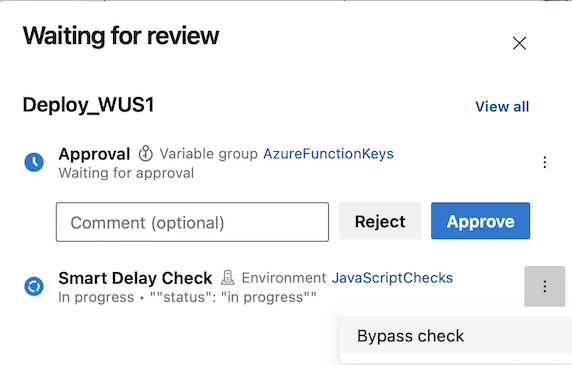 Waiting for review
Deploy_WUS1 View all
Approval Variable group AzureFunctionKeys
Waiting for approval
Comment (optional) Reject Approve
Smart Delay Check Environment JavaScriptChecks
In progress • ""status": "in progress""
Bypass check